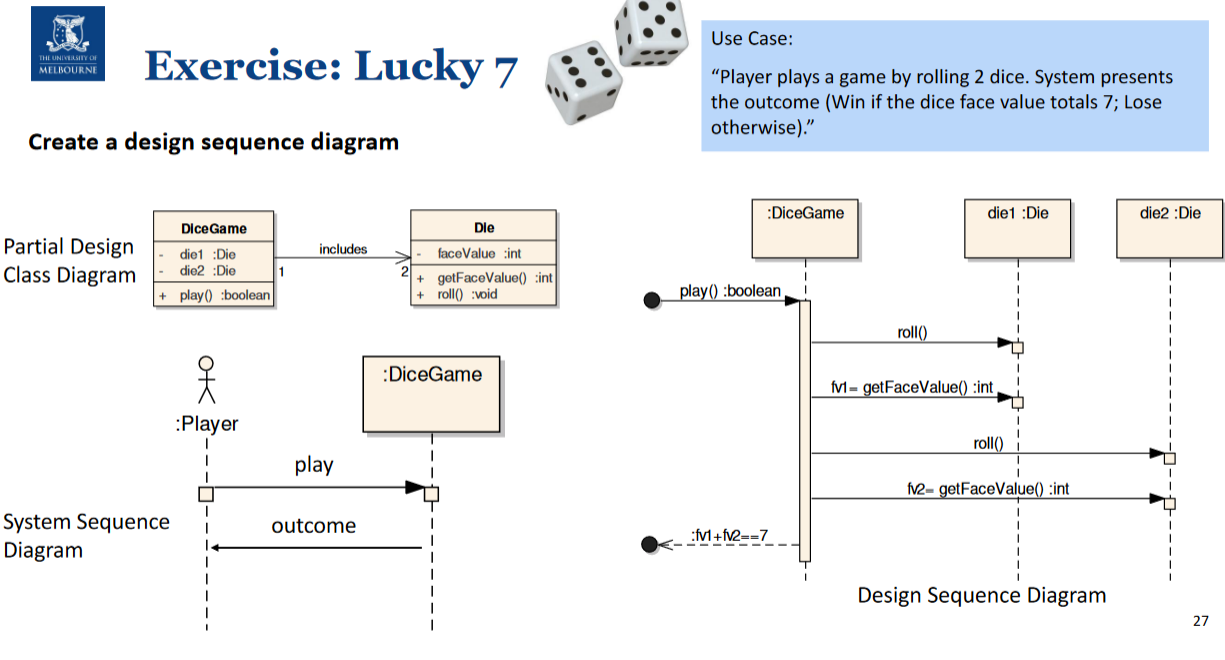 THE UNIVERSITY OF
MELBOURNE
Exercise: Lucky 7
Use Case:
“Player plays a game by rolling 2 dice. System presents
the outcome (Win if the dice face value totals 7; Lose
otherwise).”
Create a design sequence diagram
Partial Design
Class Diagram
DiceGame
- die1 :Die
- die2 :Die
+ play() :boolean
includes
1
2
Die
- faceValue :int
+ getFaceValue() :int
+ roll() :void
:Player
:DiceGame
play
outcome
System Sequence
Diagram
:DiceGame
die1 :Die
die2 :Die
play() :boolean
roll()
fv1= getFaceValue() :int
roll()
fv2= getFaceValue() :int
:fv1+fv2==7
Design Sequence Diagram
27